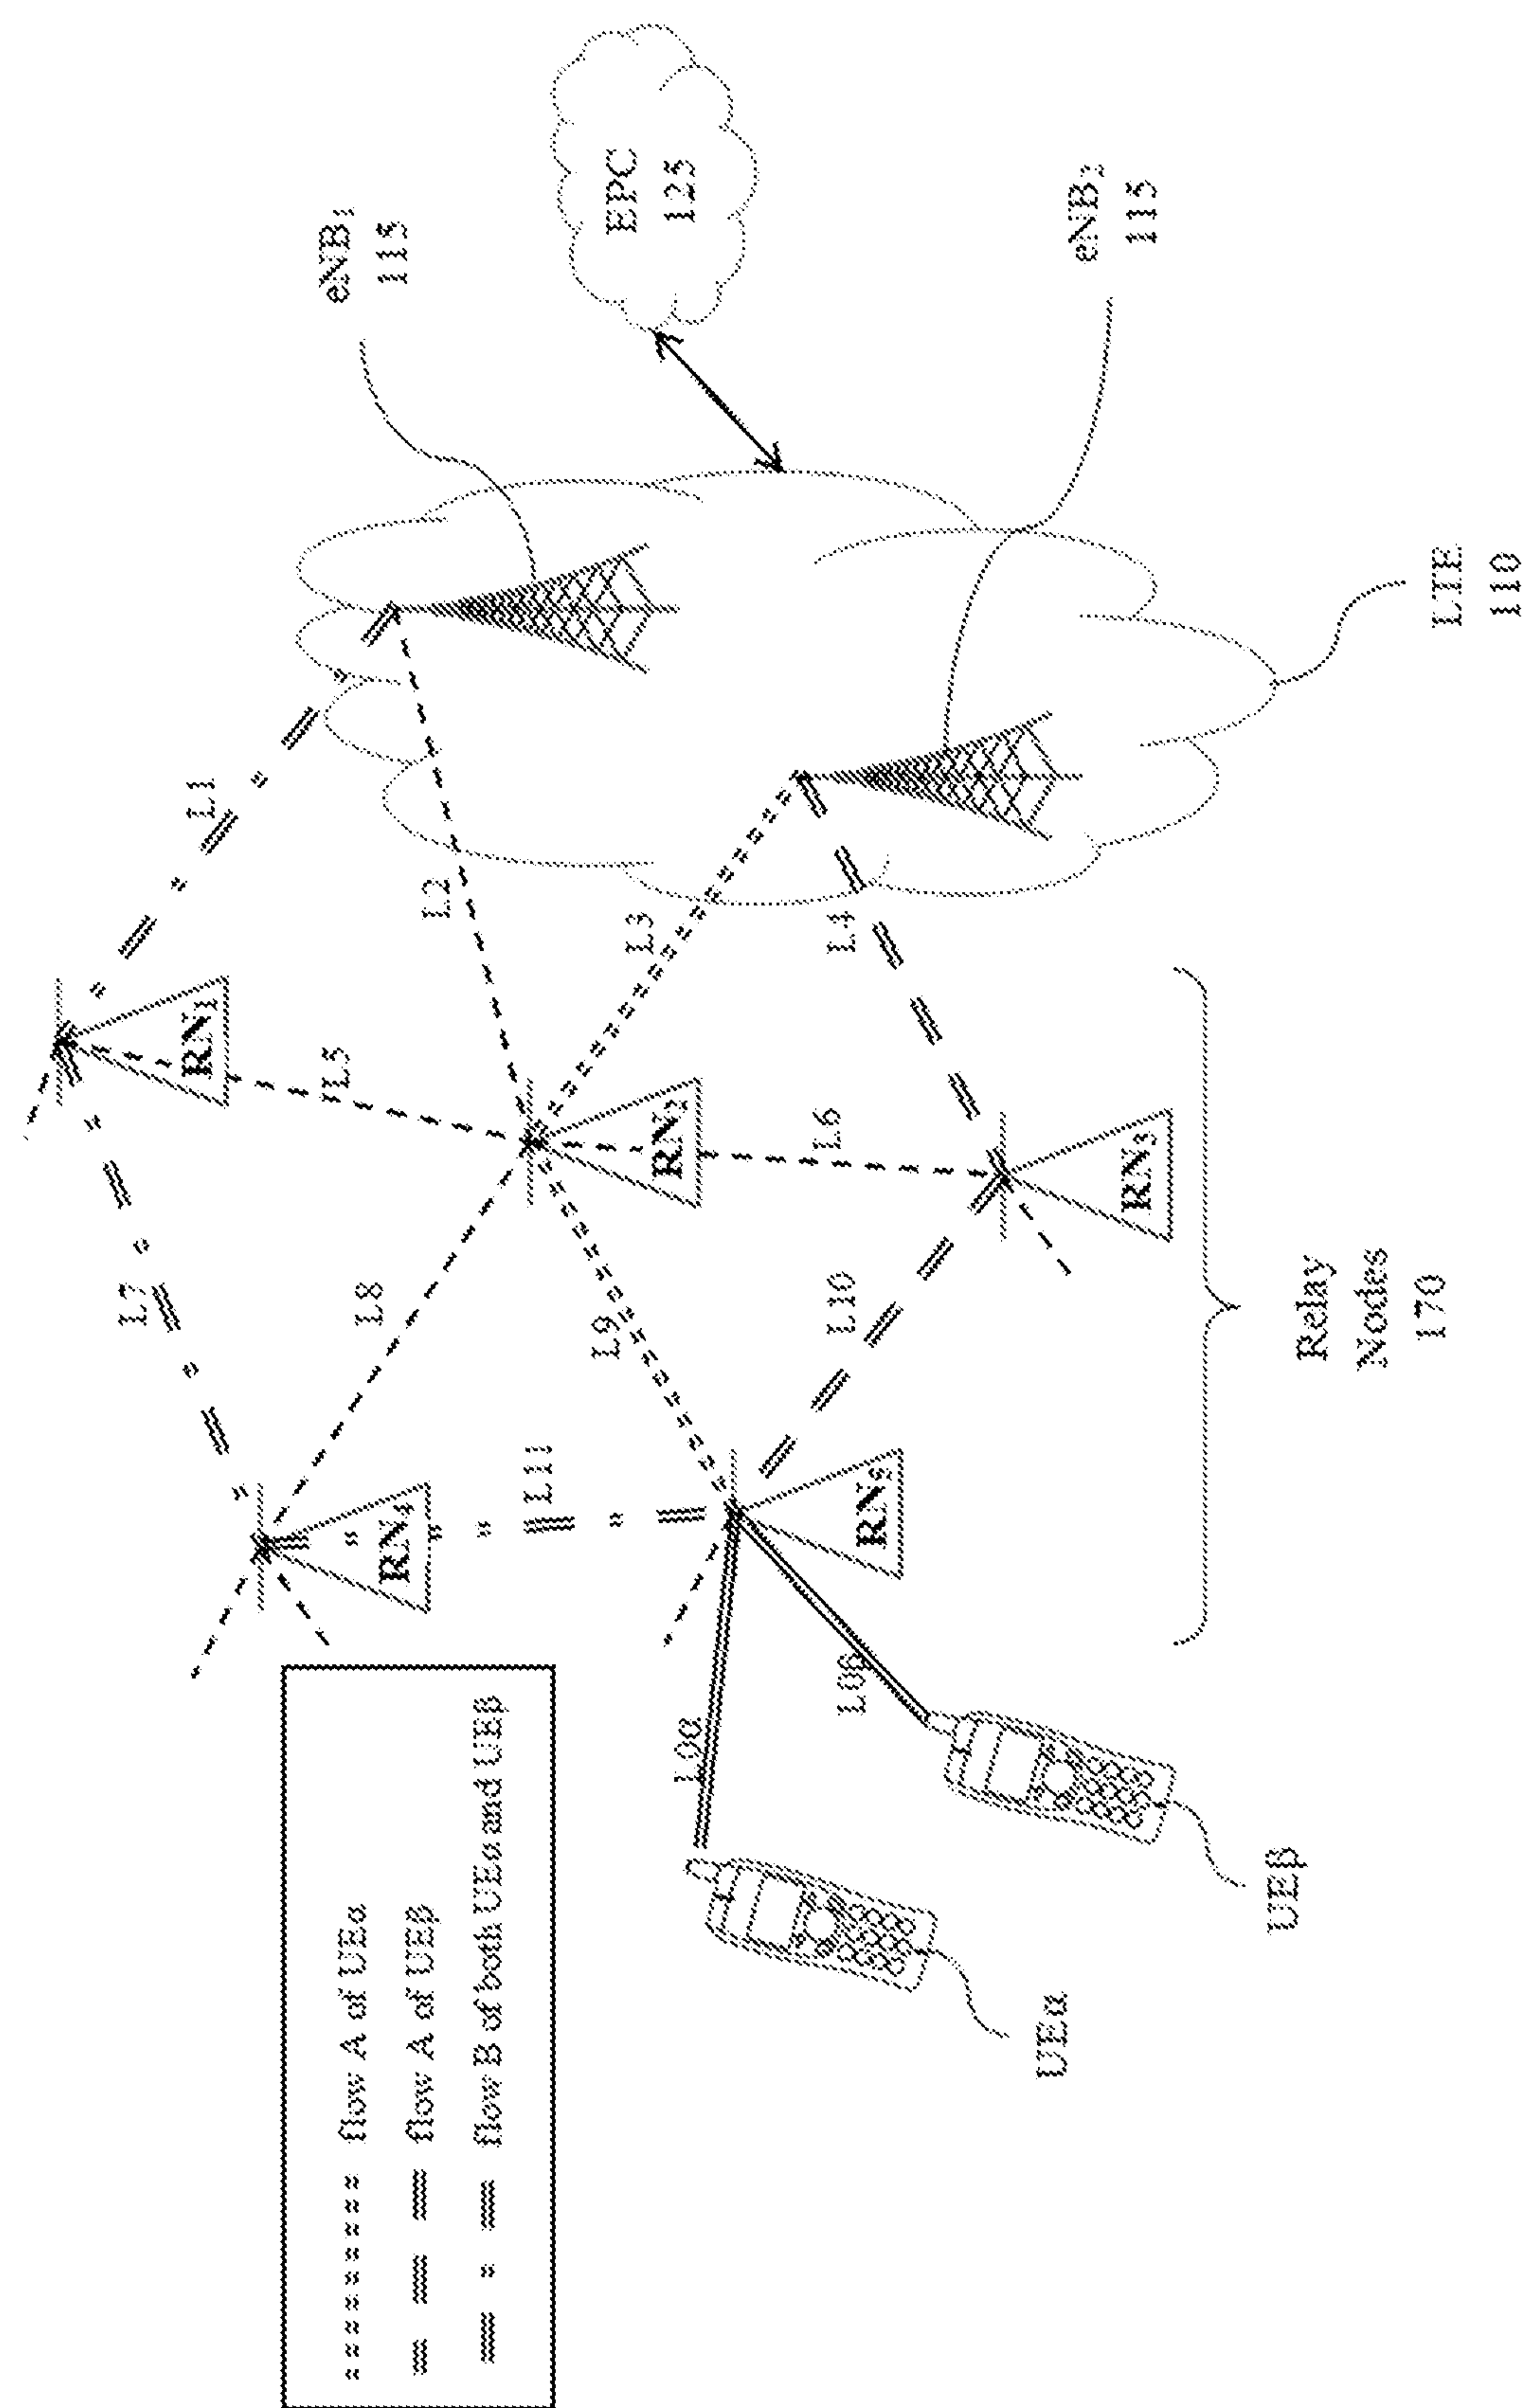 flow A of UEα
flow A of UEβ
flow B of both UEα and UEβ
L7
RN₄
L11
L8
RN₁
L5
L1
L2
eNB₁
115
EPC
125
L9
RN₂
L3
L6
L4
eNB₂
115
RN₅
L10
RN₃
L0α
L0β
UEα
UEβ
Relay
Nodes
170
LTE
110